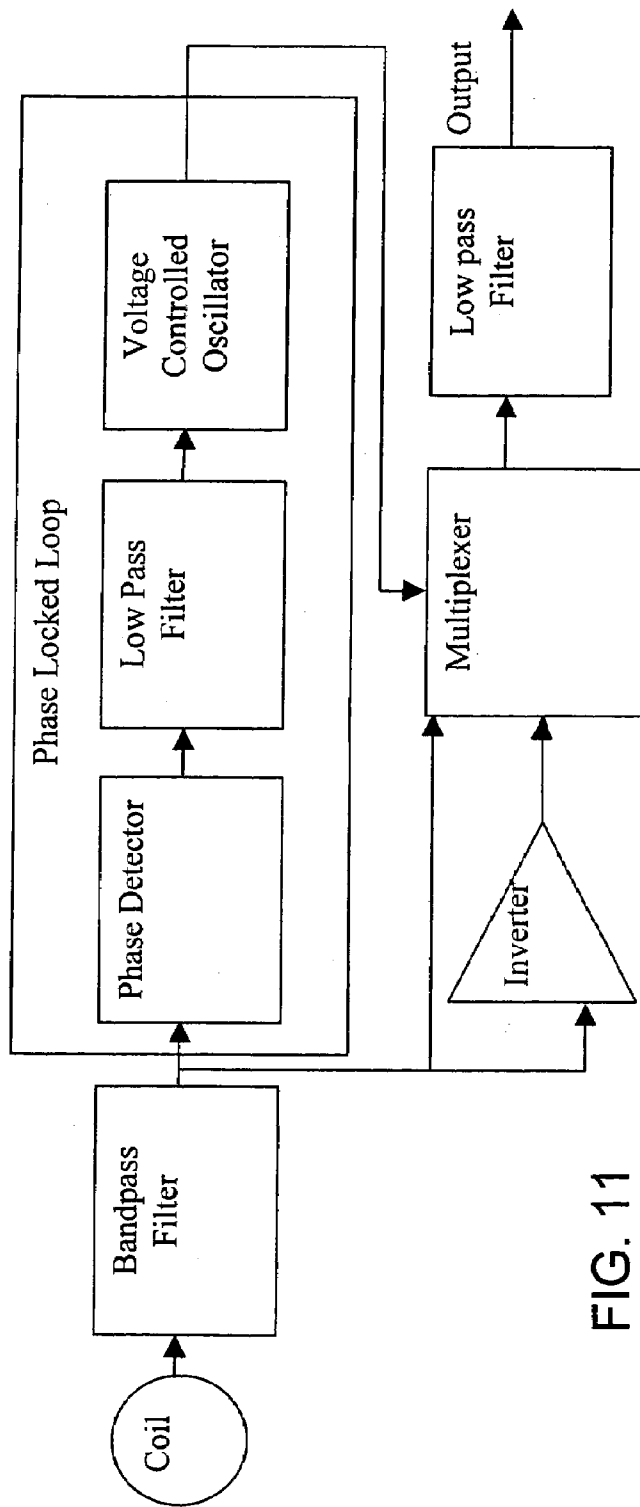 Coil
Bandpass
Filter
Phase Locked Loop
Phase Detector
Low Pass
Filter
Voltage
Controlled
Oscillator
Inverter
Multiplexer
Low pass
Filter
Output
FIG. 11